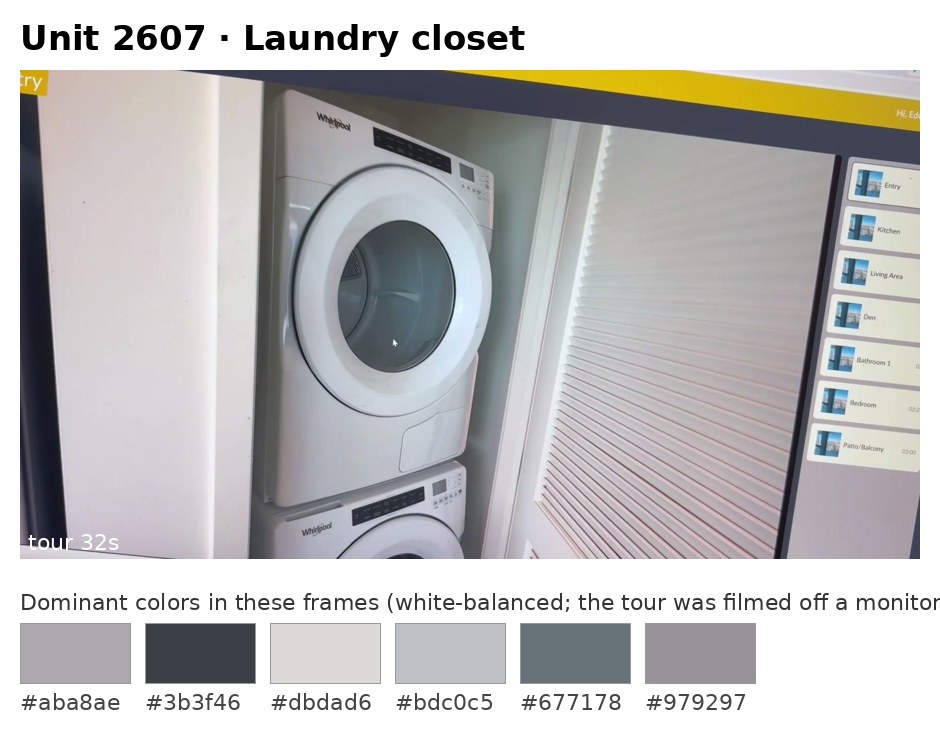 Unit 2607 · Laundry closet
try
Hi, Ed
Whirlpool
Entry
Kitchen
Living Area
Den
Bathroom 1
Bedroom
Patio/Balcony 03:00
Whirlpool
tour 32s
Dominant colors in these frames (white-balanced; the tour was filmed off a monitor
#aba8ae #3b3f46 #dbdad6 #bdc0c5 #677178 #979297